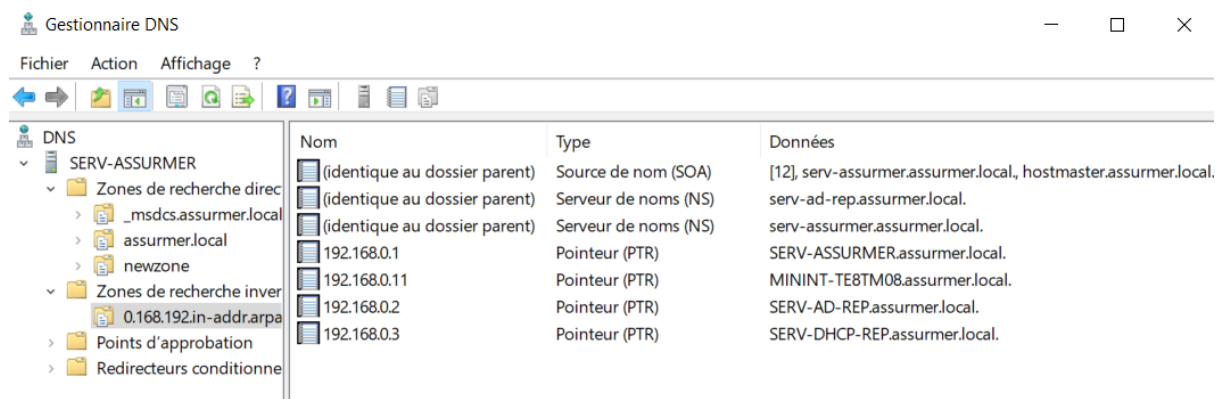 Gestionnaire DNS
Fichier Action Affichage ?
DNS
SERV-ASSURMER
Zones de recherche direc
_msdcs.assurmer.local
assurmer.local
newzone
Zones de recherche inver
0.168.192.in-addr.arpa
Points d'approbation
Redirecteurs conditionne
Nom Type Données
(identique au dossier parent) Source de nom (SOA) [12], serv-assurmer.assurmer.local., hostmaster.assurmer.local.
(identique au dossier parent) Serveur de noms (NS) serv-ad-rep.assurmer.local.
(identique au dossier parent) Serveur de noms (NS) serv-assurmer.assurmer.local.
192.168.0.1 Pointeur (PTR) SERV-ASSURMER.assurmer.local.
192.168.0.11 Pointeur (PTR) MININT-TE8TM08.assurmer.local.
192.168.0.2 Pointeur (PTR) SERV-AD-REP.assurmer.local.
192.168.0.3 Pointeur (PTR) SERV-DHCP-REP.assurmer.local.